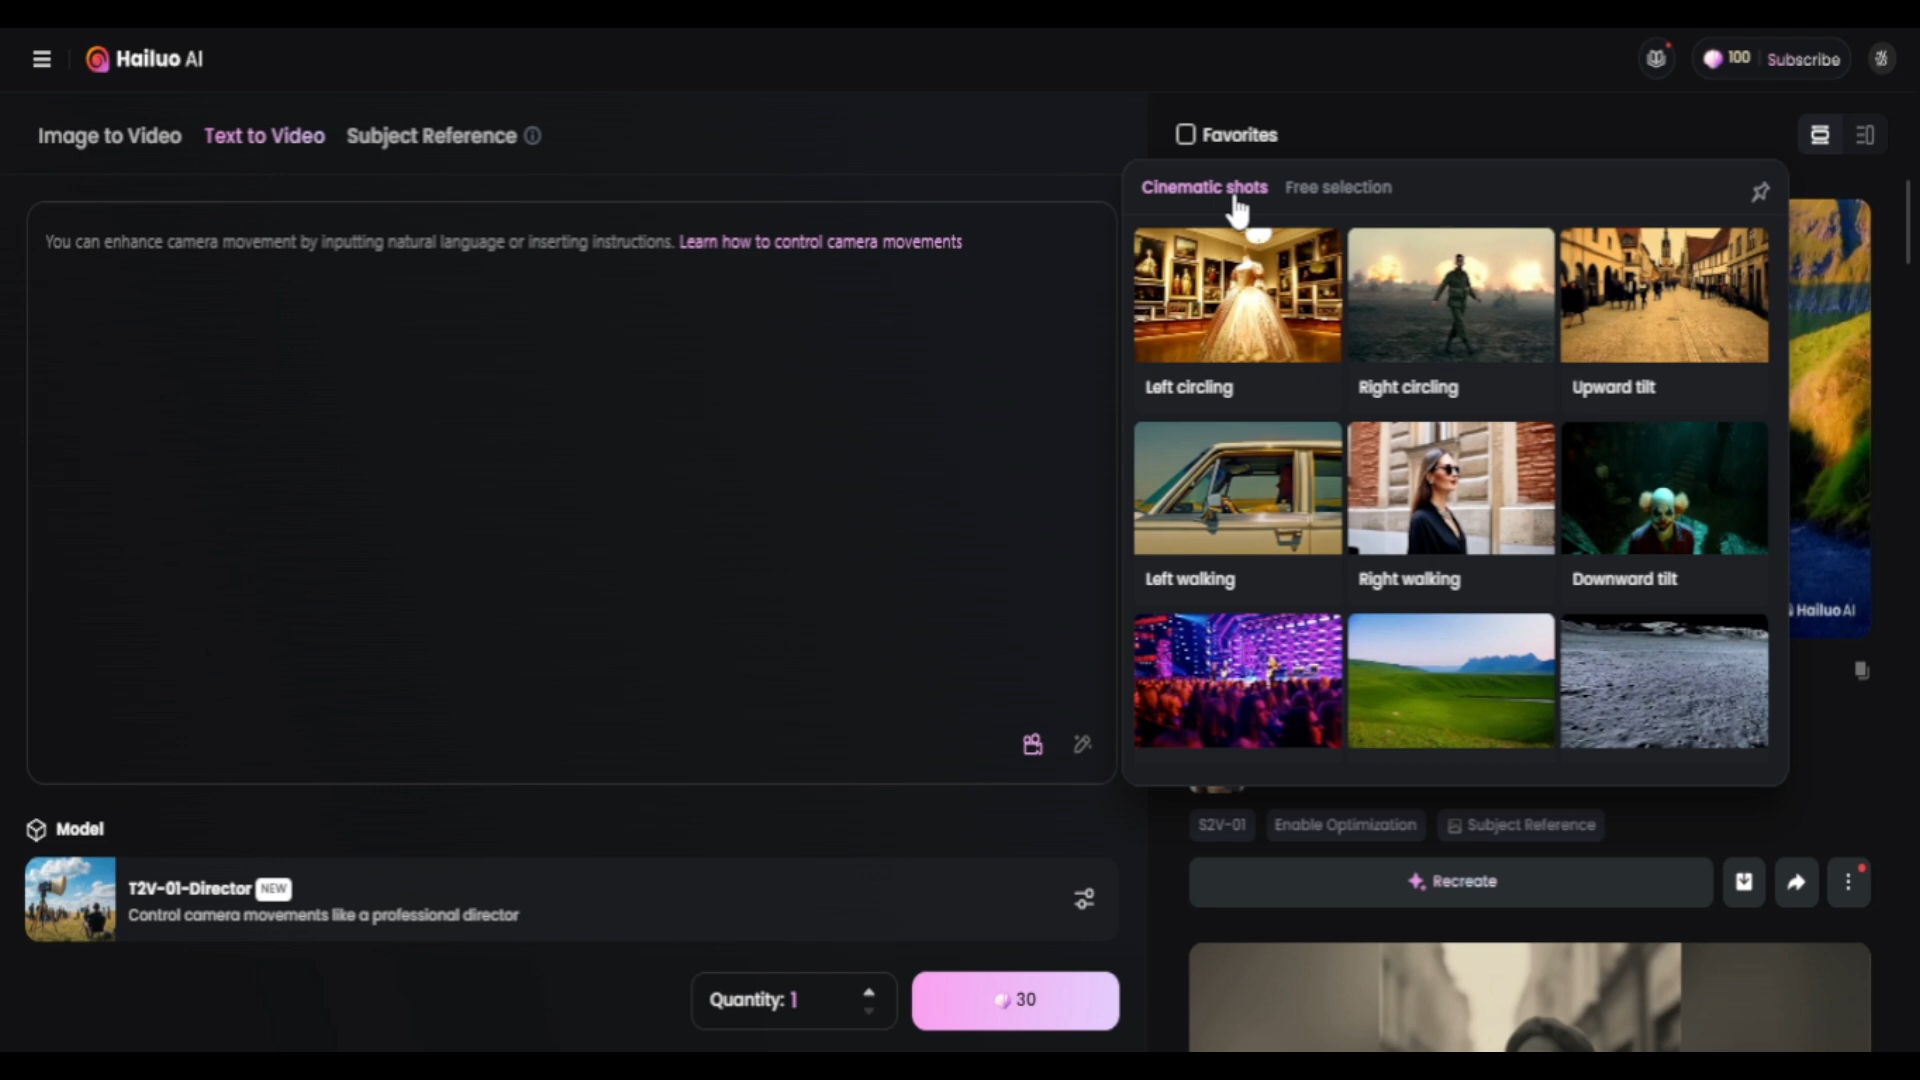 Hailuo AI
100
Subscribe
Image to Video
Text to Video
Subject Reference
Favorites
Cinematic shots
Free selection
You can enhance camera movement by inputting natural language or inserting instructions. Learn how to control camera movements
Left circling
Right circling
Upward tilt
Left walking
Right walking
Downward tilt
Hailuo AI
Model
S2V-01
Enable Optimization
Subject Reference
T2V-01-Director NEW
Control camera movements like a professional director
Recreate
Quantity: 1
30